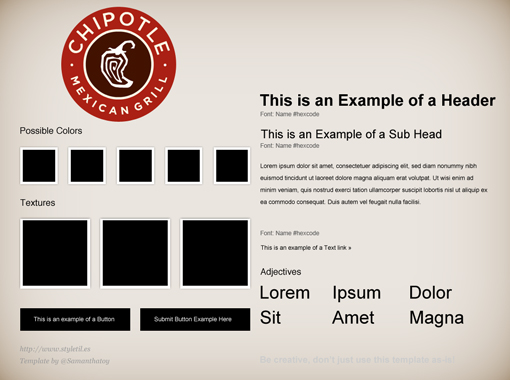 CHIPOTLE
MEXICAN GRILL
Possible Colors
Textures
This is an example of a Button
Submit Button Example Here
http://www.styletil.es
Template by @Samanthatoy
This is an Example of a Header
Font: Name #hexcode
This is an Example of a Sub Head
Font: Name #hexcode
Lorem ipsum dolor sit amet, consectetuer adipiscing elit, sed diam nonummy nibh
euismod tincidunt ut laoreet dolore magna aliquam erat volutpat. Ut wisi enim ad
minim veniam, quis nostrud exerci tation ullamcorper suscipit lobortis nisl ut aliquip ex
ea commodo consequat. Duis autem vel feugait nulla facilisi.
Font: Name #hexcode
This is an example of a Text link »
Adjectives
Lorem Ipsum Dolor
Sit Amet Magna
Be creative, don't just use this template as-is!